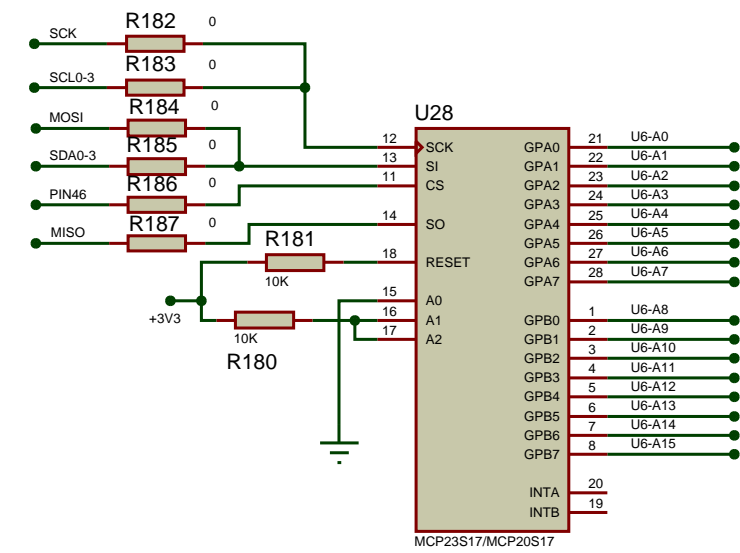 R182 0
SCK
R183 0
SCL0-3
R184 0
MOSI
R185 0
SDA0-3
R186 0
PIN46
R187 0
MISO
R181
10K
+3V3
10K
R180
U28
12 SCK GPA0 21 U6-A0
13 SI GPA1 22 U6-A1
11 CS GPA2 23 U6-A2
GPA3 24 U6-A3
14 SO GPA4 25 U6-A4
GPA5 26 U6-A5
18 RESET GPA6 27 U6-A6
GPA7 28 U6-A7
15 A0
16 A1 GPB0 1 U6-A8
17 A2 GPB1 2 U6-A9
GPB2 3 U6-A10
GPB3 4 U6-A11
GPB4 5 U6-A12
GPB5 6 U6-A13
GPB6 7 U6-A14
GPB7 8 U6-A15
INTA 20
INTB 19
MCP23S17/MCP20S17